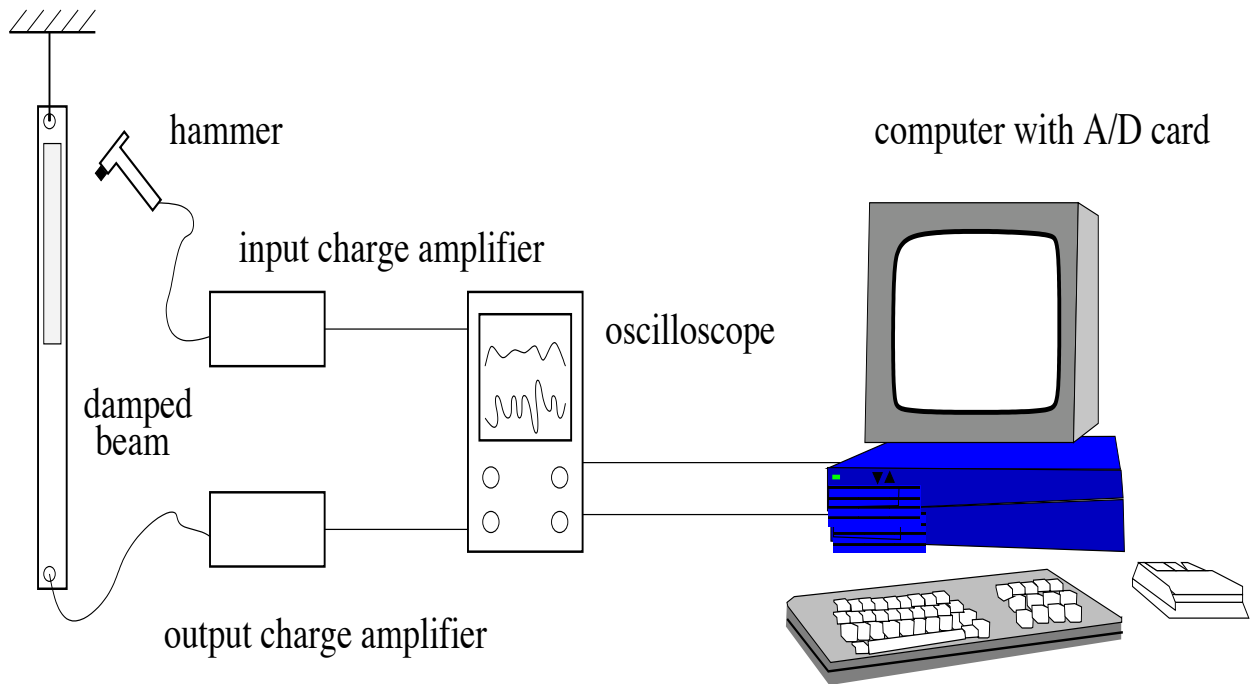 hammer
computer with A/D card
input charge amplifier
oscilloscope
damped
beam
output charge amplifier